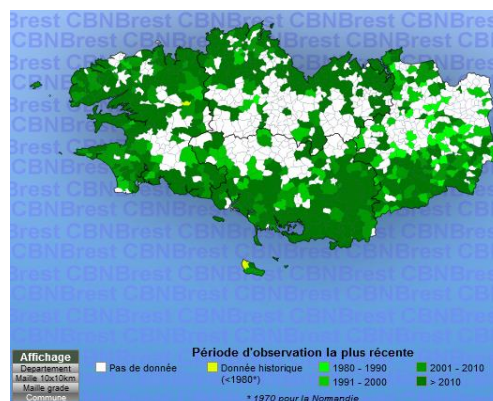 CBNBrest CBNBrest CBNBrest CBNBrest
Affichage
Departement
Maille 10x10km
Maille grade
Commune
Période d'observation la plus récente
Pas de donnée
Donnée historique
(<1980*)
1980 - 1990
1991 - 2000
2001 - 2010
> 2010
* 1970 pour la Normandie